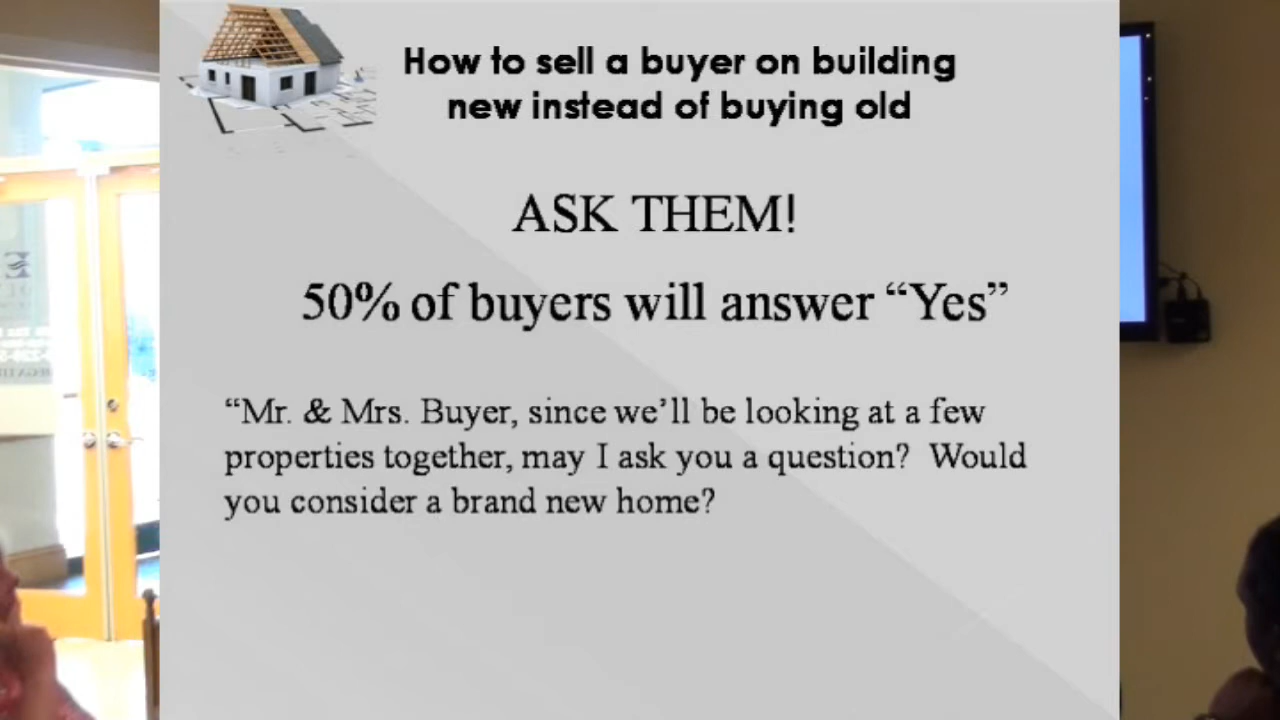 How to sell a buyer on building
new instead of buying old
ASK THEM!
50% of buyers will answer “Yes”
“Mr. & Mrs. Buyer, since we’ll be looking at a few
properties together, may I ask you a question?  Would
you consider a brand new home?